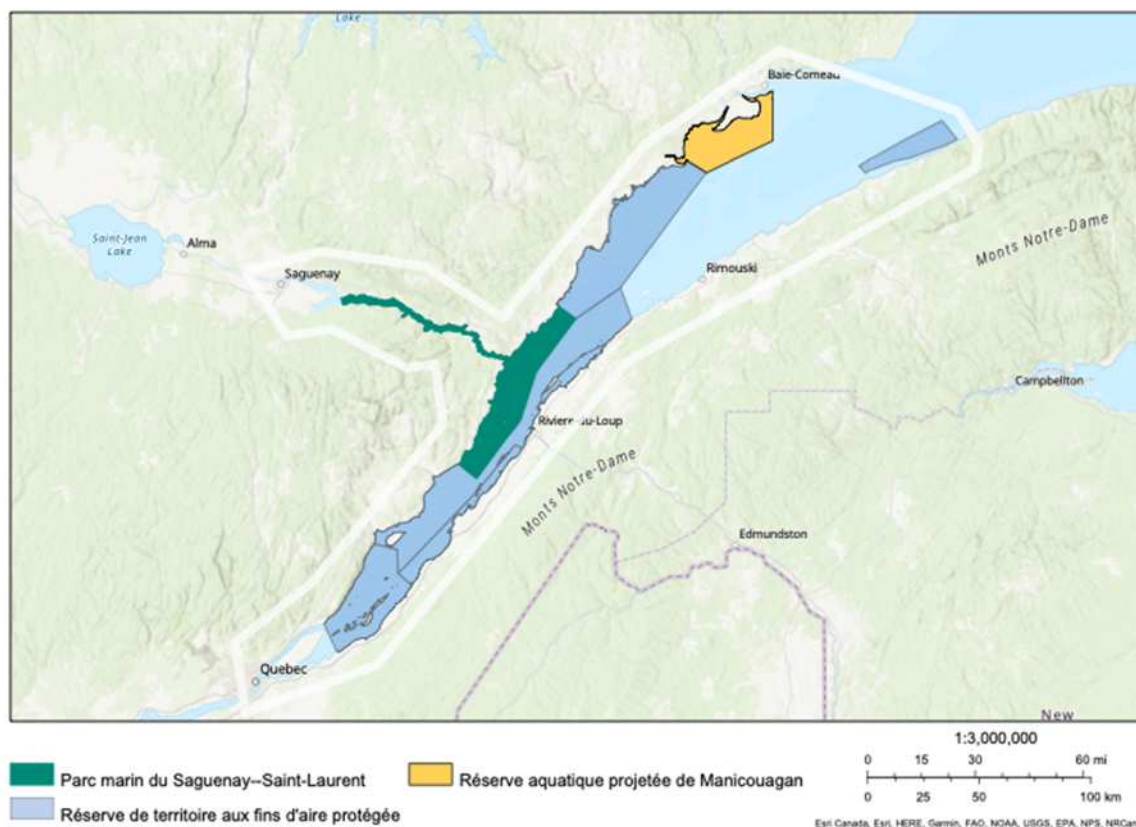 Lake
Baie-Comeau
Saint-Jean
Lake
Alma
Saguenay
Monts Notre-Dame
Rimouski
Campbellton
Monts Notre-Dame
Edmundston
Quebec
New
1:3,000,000
0 15 30 60 mi
0 25 50 100 km
Parc marin du Saguenay--Saint-Laurent
Réserve aquatique projetée de Manicouagan
Réserve de territoire aux fins d'aire protégée
Esri Canada, Esri, HERE, Garmin, FAO, NOAA, USGS, EPA, NPS, NRCan